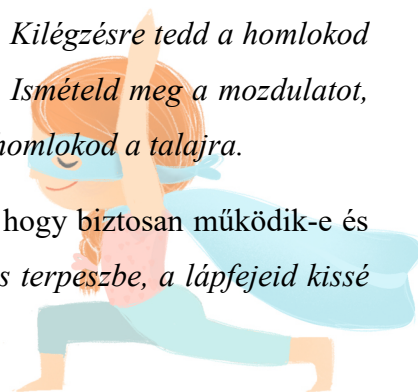 Kilégzésre tedd a homlokod
Ismételd meg a mozdulatot,
homlokod a talajra.
hogy biztosan működik-e és
terpeszbe, a lápfejeid kissé